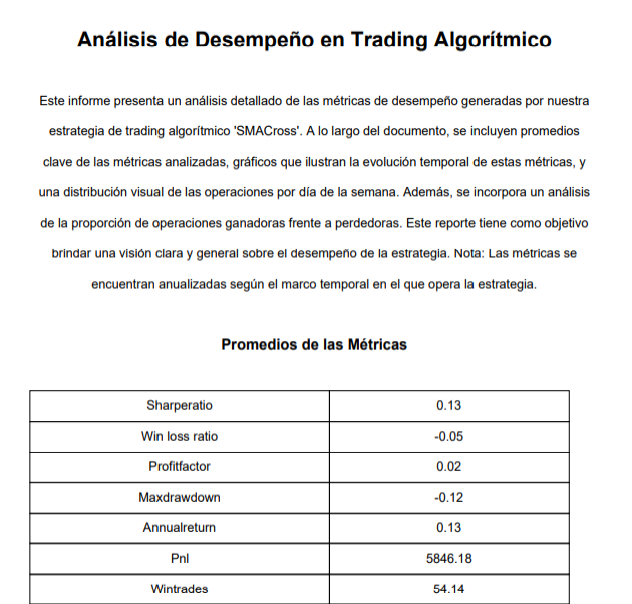 Análisis de Desempeño en Trading Algorítmico
Este informe presenta un análisis detallado de las métricas de desempeño generadas por nuestra
estrategia de trading algorítmico 'SMACross'. A lo largo del documento, se incluyen promedios
clave de las métricas analizadas, gráficos que ilustran la evolución temporal de estas métricas, y
una distribución visual de las operaciones por día de la semana. Además, se incorpora un análisis
de la proporción de operaciones ganadoras frente a perdedoras. Este reporte tiene como objetivo
brindar una visión clara y general sobre el desempeño de la estrategia. Nota: Las métricas se
encuentran anualizadas según el marco temporal en el que opera la estrategia.
Promedios de las Métricas
Sharperatio 0.13
Win loss ratio -0.05
Profitfactor 0.02
Maxdrawdown -0.12
Annualreturn 0.13
Pnl 5846.18
Wintrades 54.14